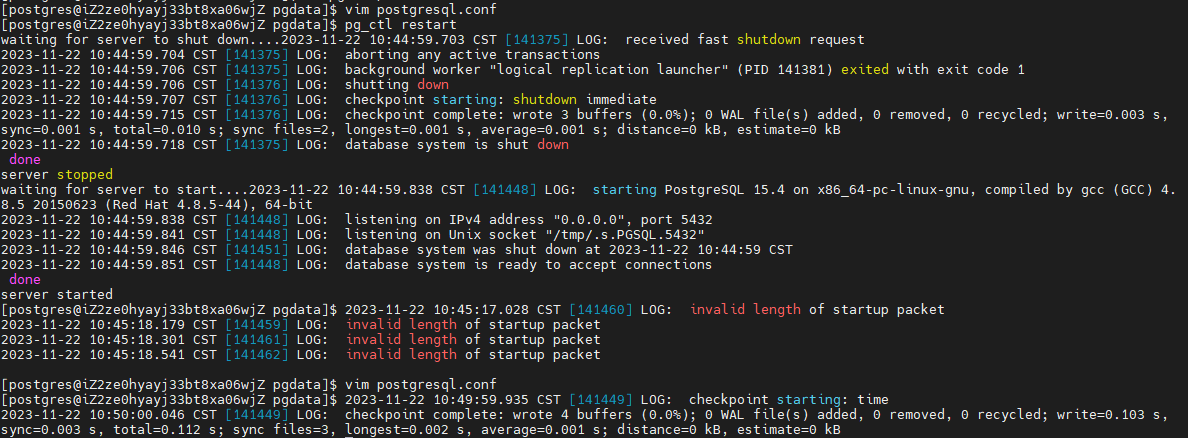 [postgres@iZ2ze0hyayj33bt8xa06wjZ pgdata]$ vim postgresql.conf
[postgres@iZ2ze0hyayj33bt8xa06wjZ pgdata]$ pg_ctl restart
waiting for server to shut down....2023-11-22 10:44:59.703 CST [141375] LOG:  received fast shutdown request
2023-11-22 10:44:59.704 CST [141375] LOG:  aborting any active transactions
2023-11-22 10:44:59.706 CST [141375] LOG:  background worker "logical replication launcher" (PID 141381) exited with exit code 1
2023-11-22 10:44:59.706 CST [141376] LOG:  shutting down
2023-11-22 10:44:59.707 CST [141376] LOG:  checkpoint starting: shutdown immediate
2023-11-22 10:44:59.715 CST [141376] LOG:  checkpoint complete: wrote 3 buffers (0.0%); 0 WAL file(s) added, 0 removed, 0 recycled; write=0.003 s,
sync=0.001 s, total=0.010 s; sync files=2, longest=0.001 s, average=0.001 s; distance=0 kB, estimate=0 kB
2023-11-22 10:44:59.718 CST [141375] LOG:  database system is shut down
 done
server stopped
waiting for server to start....2023-11-22 10:44:59.838 CST [141448] LOG:  starting PostgreSQL 15.4 on x86_64-pc-linux-gnu, compiled by gcc (GCC) 4.
8.5 20150623 (Red Hat 4.8.5-44), 64-bit
2023-11-22 10:44:59.838 CST [141448] LOG:  listening on IPv4 address "0.0.0.0", port 5432
2023-11-22 10:44:59.841 CST [141448] LOG:  listening on Unix socket "/tmp/.s.PGSQL.5432"
2023-11-22 10:44:59.846 CST [141451] LOG:  database system was shut down at 2023-11-22 10:44:59 CST
2023-11-22 10:44:59.851 CST [141448] LOG:  database system is ready to accept connections
 done
server started
[postgres@iZ2ze0hyayj33bt8xa06wjZ pgdata]$ 2023-11-22 10:45:17.028 CST [141460] LOG:  invalid length of startup packet
2023-11-22 10:45:18.179 CST [141459] LOG:  invalid length of startup packet
2023-11-22 10:45:18.301 CST [141461] LOG:  invalid length of startup packet
2023-11-22 10:45:18.541 CST [141462] LOG:  invalid length of startup packet
[postgres@iZ2ze0hyayj33bt8xa06wjZ pgdata]$ vim postgresql.conf
[postgres@iZ2ze0hyayj33bt8xa06wjZ pgdata]$ 2023-11-22 10:49:59.935 CST [141449] LOG:  checkpoint starting: time
2023-11-22 10:50:00.046 CST [141449] LOG:  checkpoint complete: wrote 4 buffers (0.0%); 0 WAL file(s) added, 0 removed, 0 recycled; write=0.103 s,
sync=0.003 s, total=0.112 s; sync files=3, longest=0.002 s, average=0.001 s; distance=0 kB, estimate=0 kB